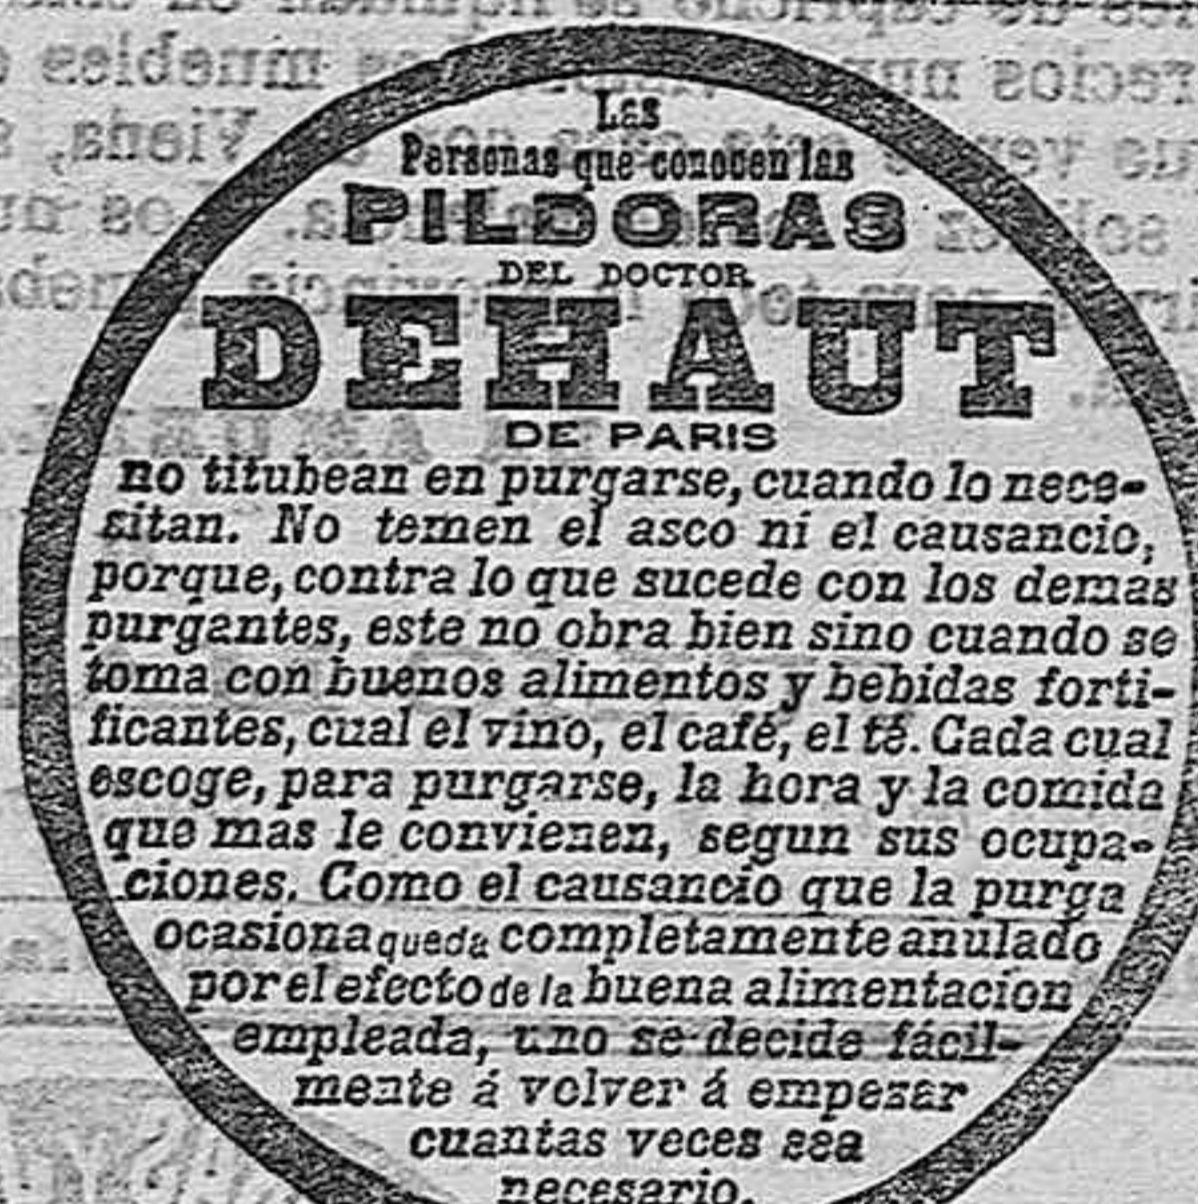 Las
Personas que conocen las
PILDORAS
DEL DOCTOR
DEHAUT
DE PARIS
no titubean en purgarse, cuando lo nece-
sitan. No temen el asco ni el causancio,
porque, contra lo que sucede con los demas
purgantes, este no obra bien sino cuando se
toma con buenos alimentos y bebidas forti-
ficantes, cual el vino, el café, el té. Cada cual
escoge, para purgarse, la hora y la comida
que mas le convienen, segun sus ocupa-
ciones. Como el causancio que la purga
ocasiona queda completamente anulado
por el efecto de la buena alimentacion
empleada, uno se decide fácil-
mente á volver á empezar
cuantas veces sea
necesario.